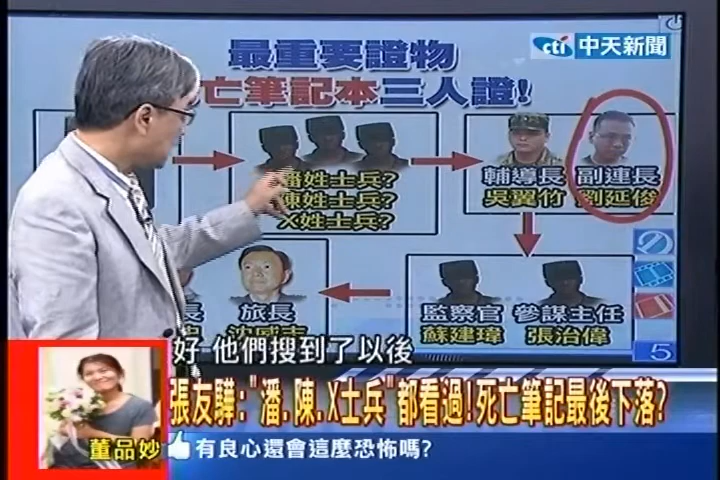 cti 中天新聞
最重要證物
亡筆記本三人證!
潘姓士兵?
陳姓士兵?
X姓士兵?
輔導長
吳翼竹
副連長
劉延俊
長
旅長
沈威志
監察官
蘇建瑋
參謀主任
張治偉
5
好 他們搜到了以後
張友驊:"潘.陳.X士兵"都看過!死亡筆記最後下落?
董品妙
有良心還會這麼恐怖嗎?